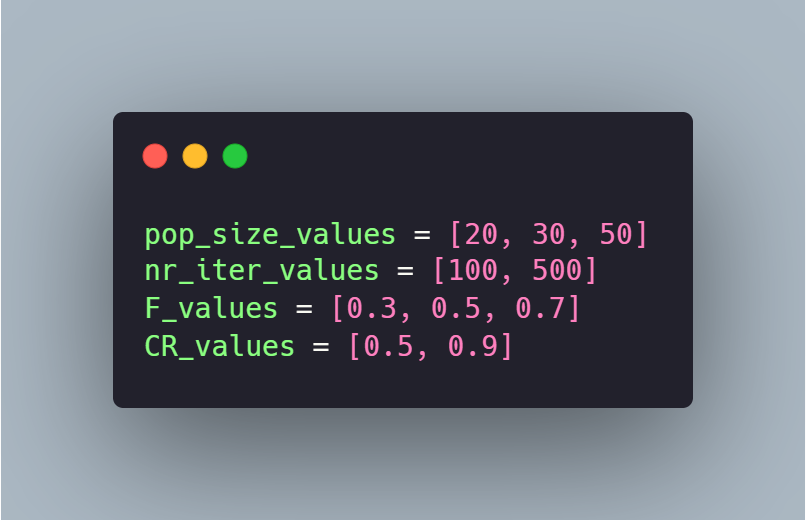 pop_size_values = [20, 30, 50]
nr_iter_values = [100, 500]
F_values = [0.3, 0.5, 0.7]
CR_values = [0.5, 0.9]